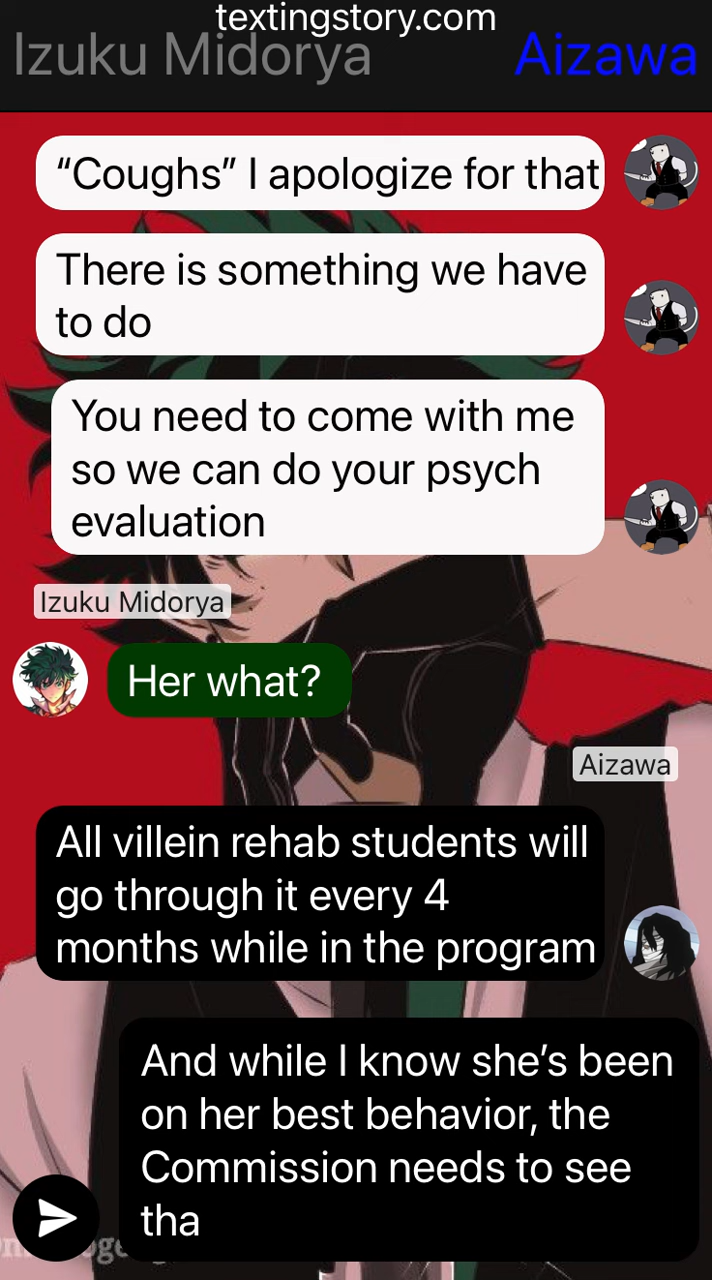 textingstory.com
Izuku Midorya Aizawa
“Coughs” I apologize for that
There is something we have
to do
You need to come with me
so we can do your psych
evaluation
Izuku Midorya
Her what?
Aizawa
All villein rehab students will
go through it every 4
months while in the program
And while I know she’s been
on her best behavior, the
Commission needs to see
tha